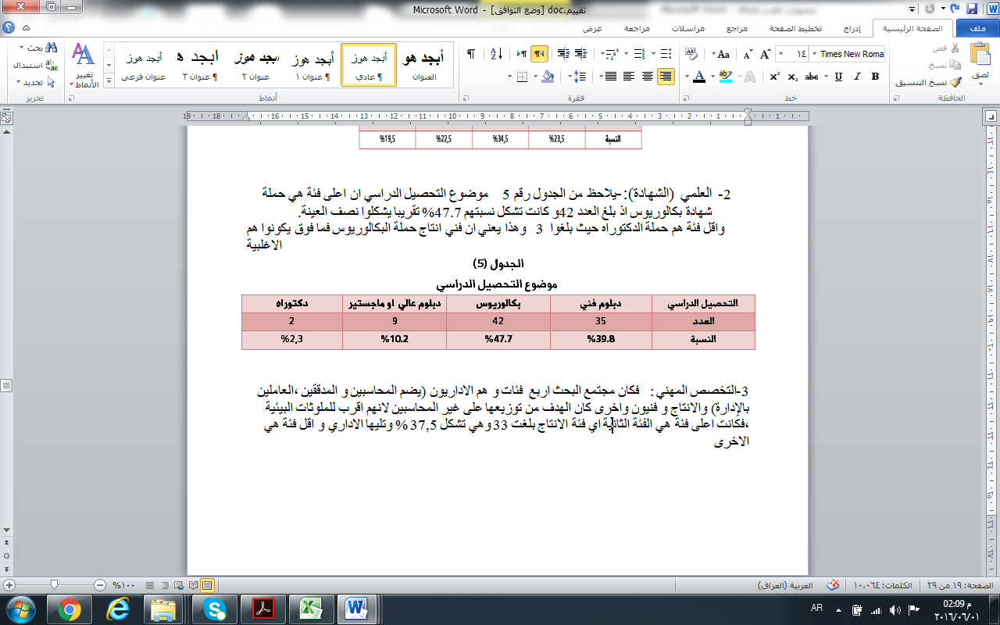 تقييم.doc [وضع التوافق] - Microsoft Word
ملف الصفحة الرئيسية إدراج تخطيط الصفحة مراجع مراسلات مراجعة عرض
لصق
قص
نسخ
نسخ التنسيق
الحافظة
Times New Roma ١٤
خط
فقرة
أبجد هوز العنوان
أبجد هوز ¶ عادي
أبجد هوز ¶ عنوان ١
أبجد هوز عنوان ٢
أبجد ه ¶ عنوان ٣
أبجد هوز عنوان فرعي
أنماط
تغيير الأنماط
بحث
استبدال
تحديد
تحرير
النسبة %23,5 %34,5 %22,5 %19,5
2- العلمي (الشهادة):-يلاحظ من الجدول رقم 5 موضوع التحصيل الدراسي ان اعلى فئة هي حملة
شهادة بكالوريوس اذ بلغ العدد 42و كانت تشكل نسبتهم 47.7% تقريبا يشكلوا نصف العينة.
واقل فئة هم حملة الدكتوراه حيث بلغوا 3 وهذا يعني ان فني انتاج حملة البكالوريوس فما فوق يكونوا هم
الاغلبية
الجدول (5)
موضوع التحصيل الدراسي
التحصيل الدراسي دبلوم فني بكالوريوس دبلوم عالي او ماجستير دكتوراه
العدد 35 42 9 2
النسبة %39.8 %47.7 %10.2 %2,3
3-التخصص المهني: فكان مجتمع البحث اربع فئات و هم الاداريون (يضم المحاسبين و المدققين ،العاملين
بالإدارة) والانتاج و فنيون واخرى كان الهدف من توزيعها على غير المحاسبين لانهم اقرب للملوثات البيئية
،فكانت اعلى فئة هي الفئة الثانية اي فئة الانتاج بلغت 33 وهي تشكل 37,5 % وتليها الاداري و اقل فئة هي
الاخرى
الصفحة: ١٩ من ٢٩ الكلمات: ١٠،٠٦٤ العربية (العراق) %١٠٠
AR
02:09 م
٢٠١٦/٠٦/٠١